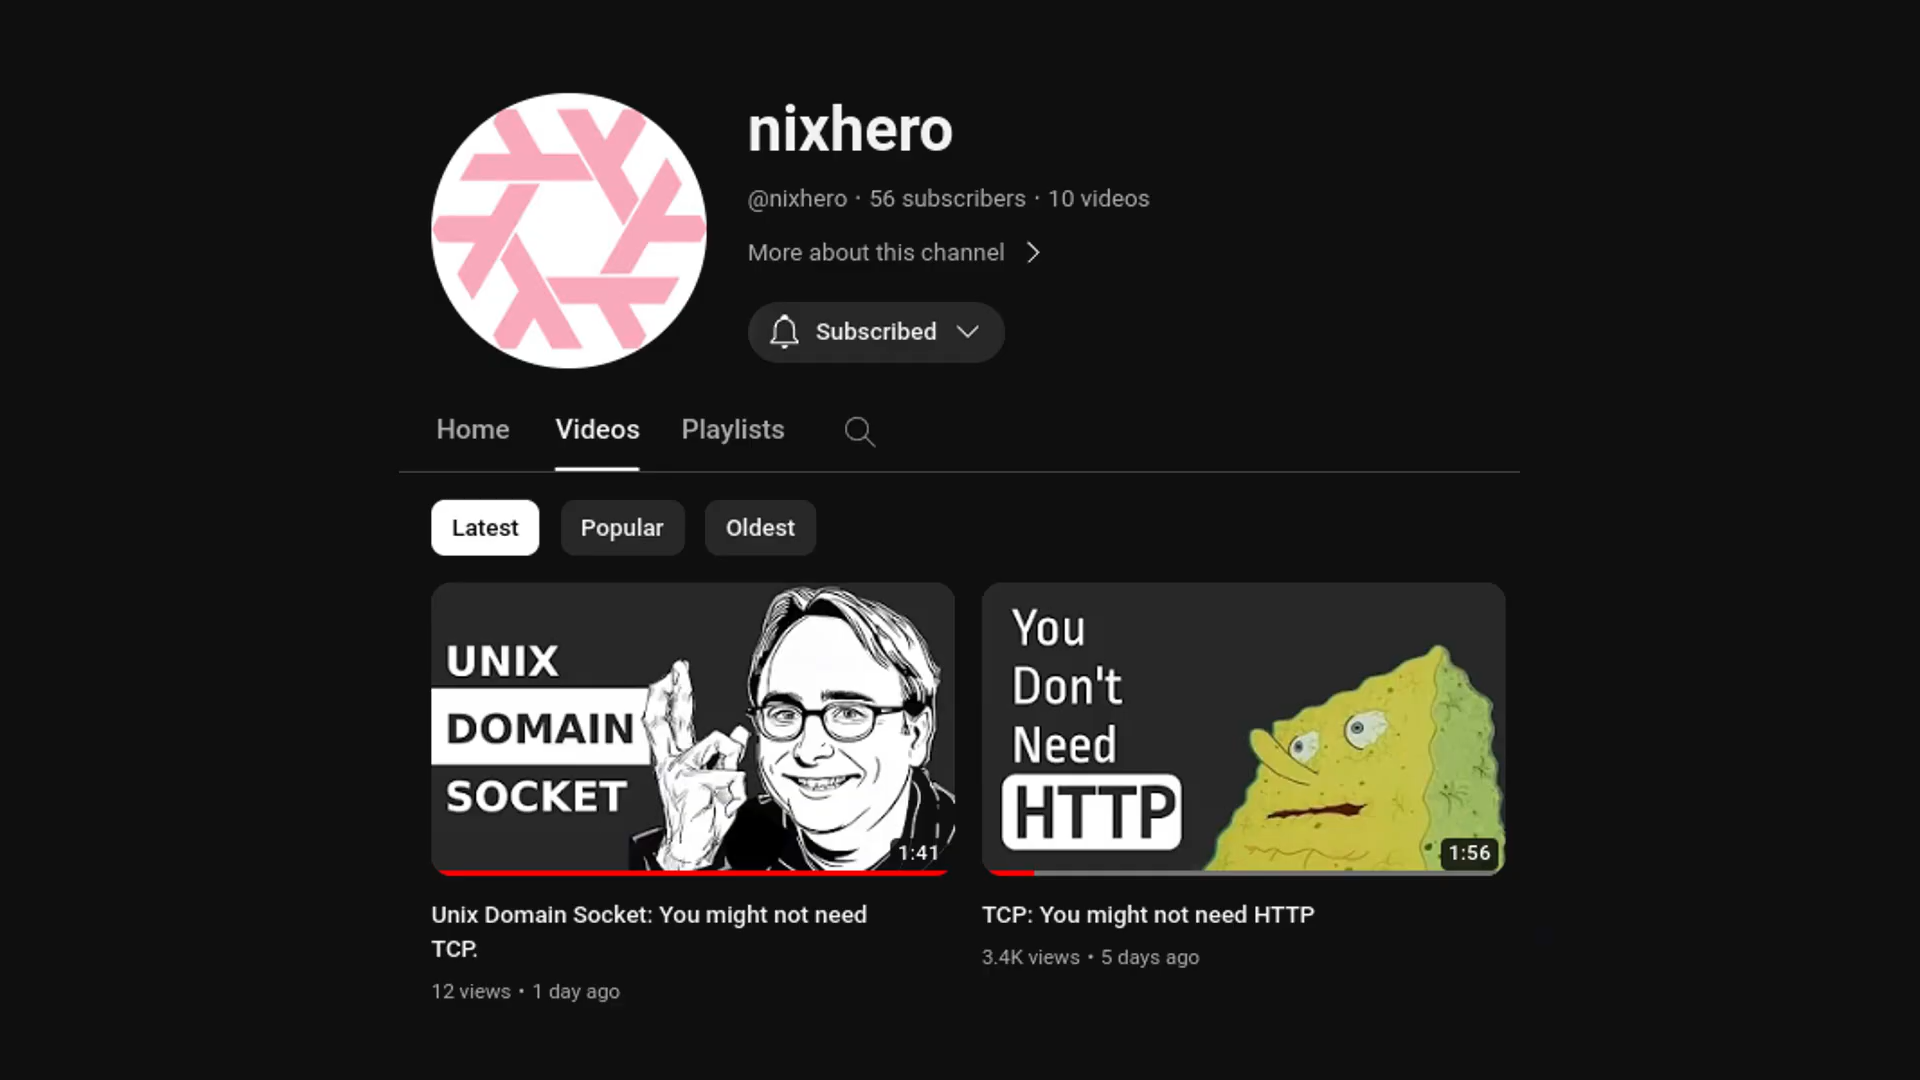 nixhero
@nixhero · 56 subscribers · 10 videos
More about this channel
Subscribed
Home Videos Playlists
Latest Popular Oldest
UNIX
DOMAIN
SOCKET
1:41
You
Don't
Need
HTTP
1:56
Unix Domain Socket: You might not need
TCP.
12 views • 1 day ago
TCP: You might not need HTTP
3.4K views • 5 days ago